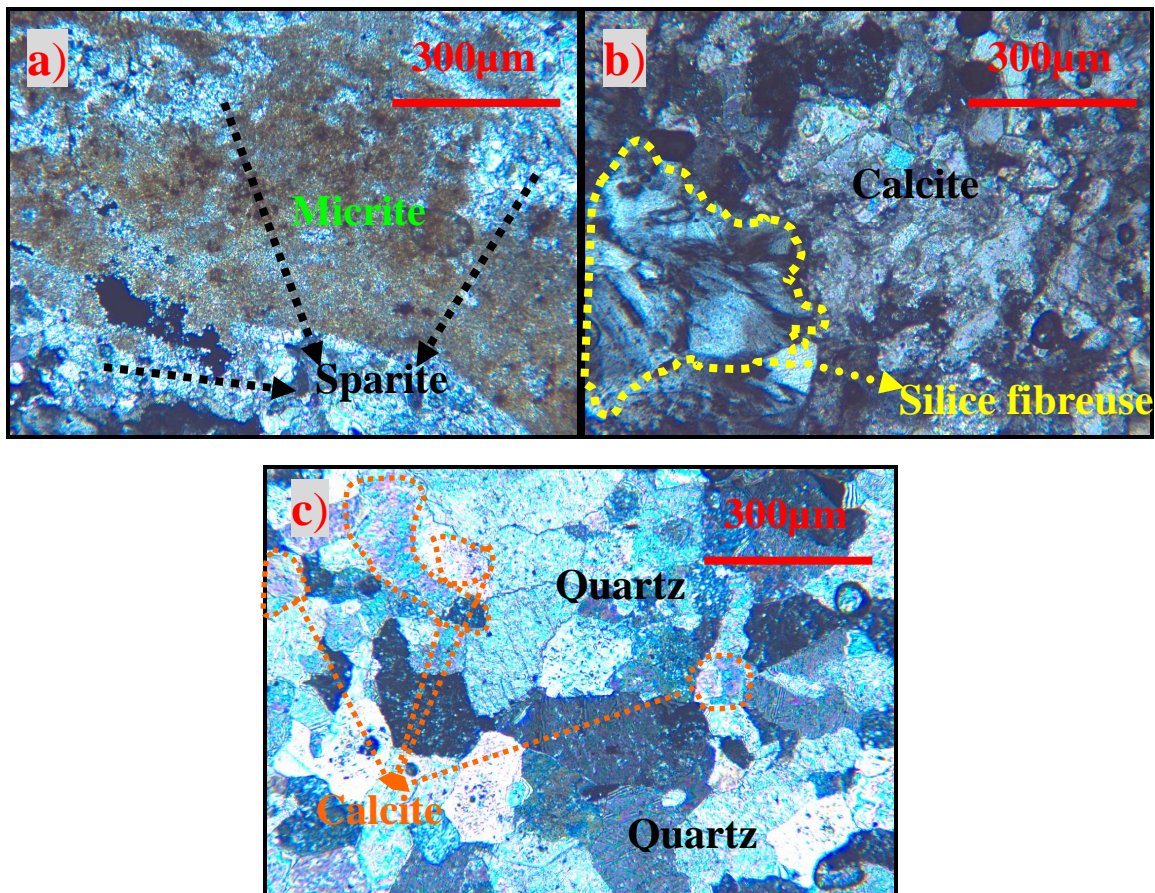 a)
300µm
Micrite
Sparite
b)
300µm
Calcite
Silice fibreuse
c)
300µm
Quartz
Calcite
Quartz